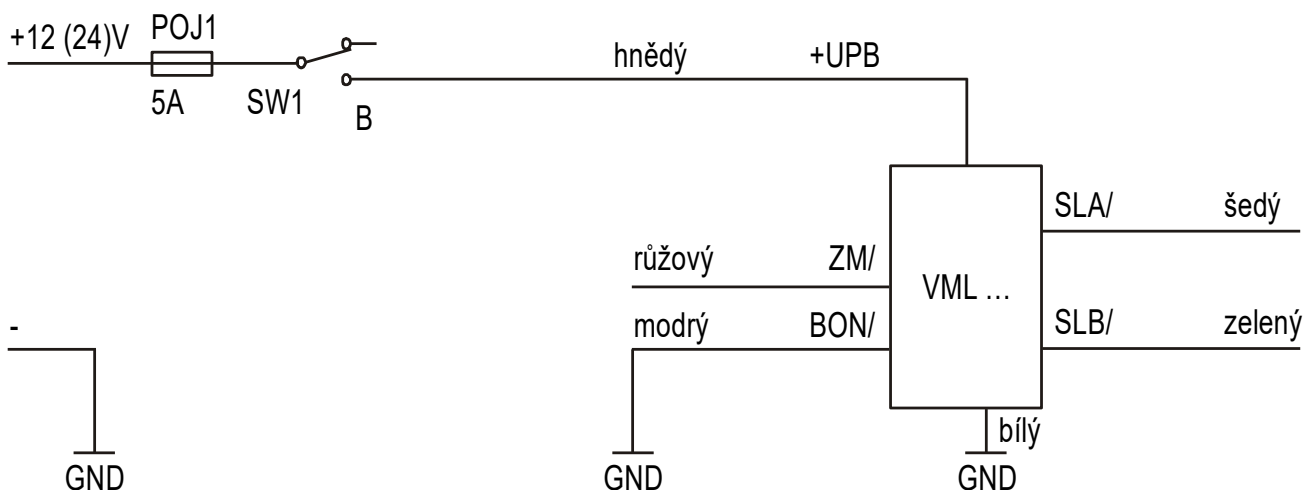 +12 (24)V POJ1
5A SW1 B
hnědý +UPB
SLA/ šedý
růžový ZM/
VML ...
modrý BON/
SLB/ zelený
-
bílý
GND GND GND